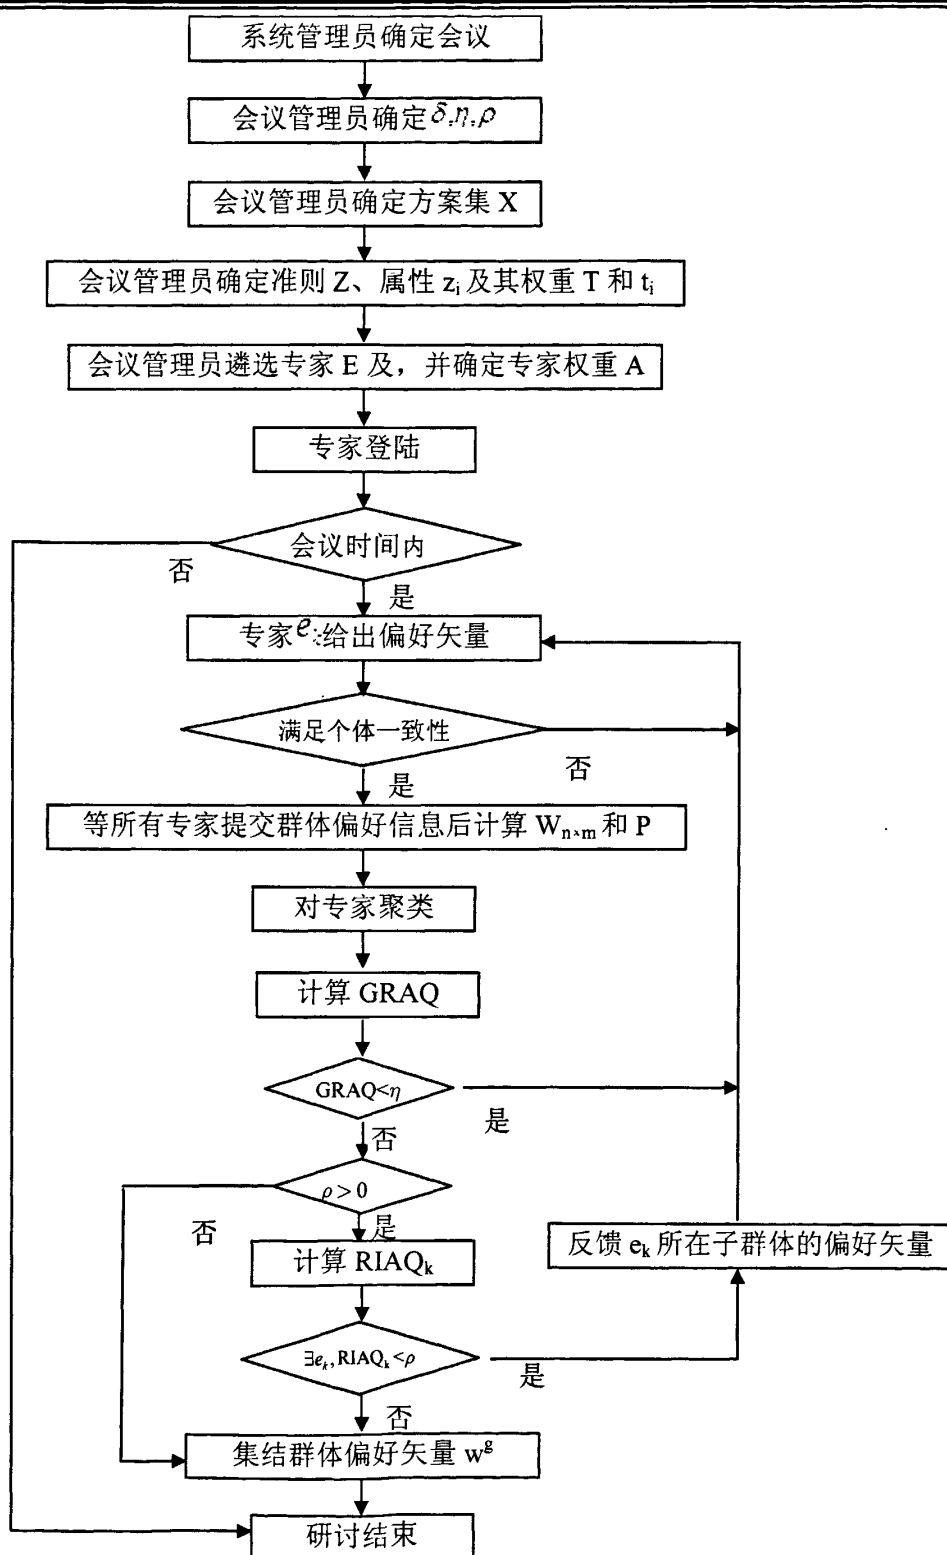 系统管理员确定会议
会议管理员确定δ,η,ρ
会议管理员确定方案集 X
会议管理员确定准则 Z、属性 zᵢ 及其权重 T 和 tᵢ
会议管理员遴选专家 E 及，并确定专家权重 A
专家登陆
会议时间内
否
是
专家eₖ给出偏好矢量
满足个体一致性
否
是
等所有专家提交群体偏好信息后计算 Wₙ×ₘ 和 P
对专家聚类
计算 GRAQ
GRAQ<η
是
否
ρ>0
否
是
反馈 eₖ 所在子群体的偏好矢量
计算 RIAQₖ
∃eₖ,RIAQₖ<ρ
是
否
集结群体偏好矢量 wᵍ
研讨结束